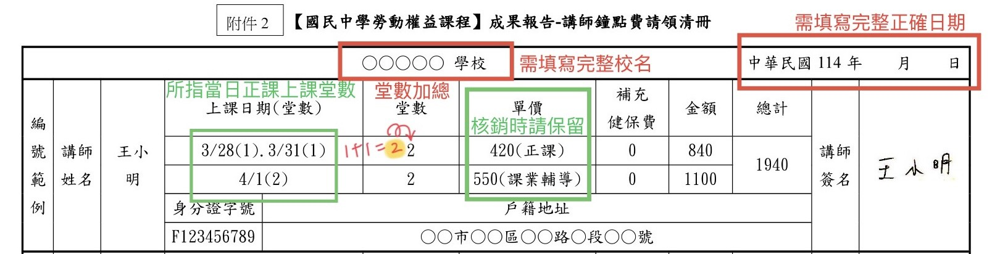 附件 2 【國民中學勞動權益課程】成果報告-講師鐘點費請領清冊
需填寫完整正確日期
○○○○○ 學校 需填寫完整校名 中華民國 114 年 月 日
所指當日正課上課堂數 堂數加總
編號範例 講師姓名 王小明 上課日期(堂數) 堂數 單價 補充健保費 金額 總計 講師簽名 王小明
核銷時請保留
3/28(1).3/31(1) 1+1=2 2 420(正課) 0 840 1940
4/1(2) 2 550(課業輔導) 0 1100
身分證字號 戶籍地址
F123456789 ○○市○○區○○路○段○○號